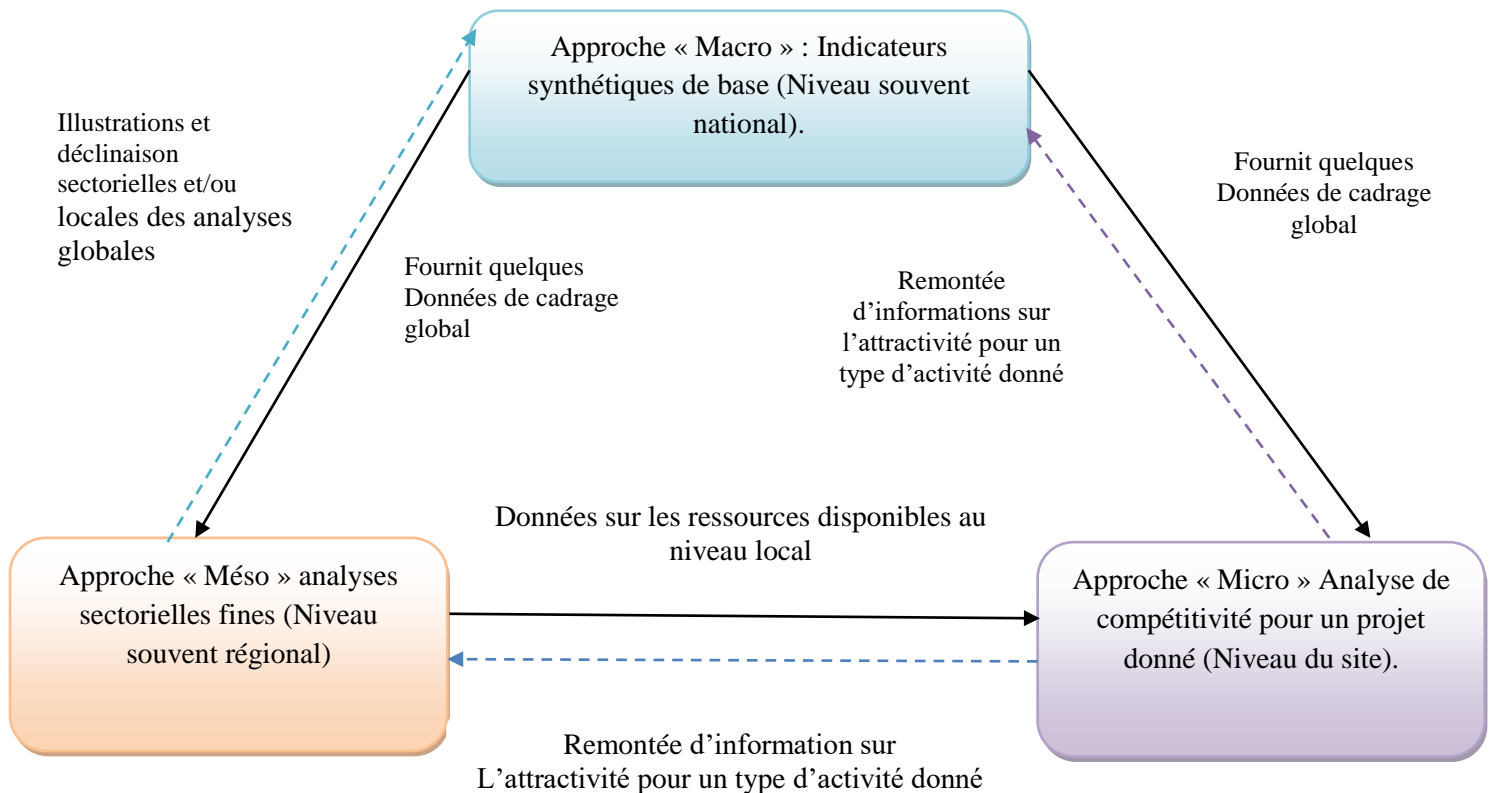 Approche « Macro » : Indicateurs
synthétiques de base (Niveau souvent
national).
Illustrations et
déclinaison
sectorielles et/ou
locales des analyses
globales
Fournit quelques
Données de cadrage
global
Remontée
d’informations sur
l’attractivité pour un
type d’activité donné
Fournit quelques
Données de cadrage
global
Données sur les ressources disponibles au
niveau local
Approche « Méso » analyses
sectorielles fines (Niveau
souvent régional)
Approche « Micro » Analyse de
compétitivité pour un projet
donné (Niveau du site).
Remontée d’information sur
L’attractivité pour un type d’activité donné